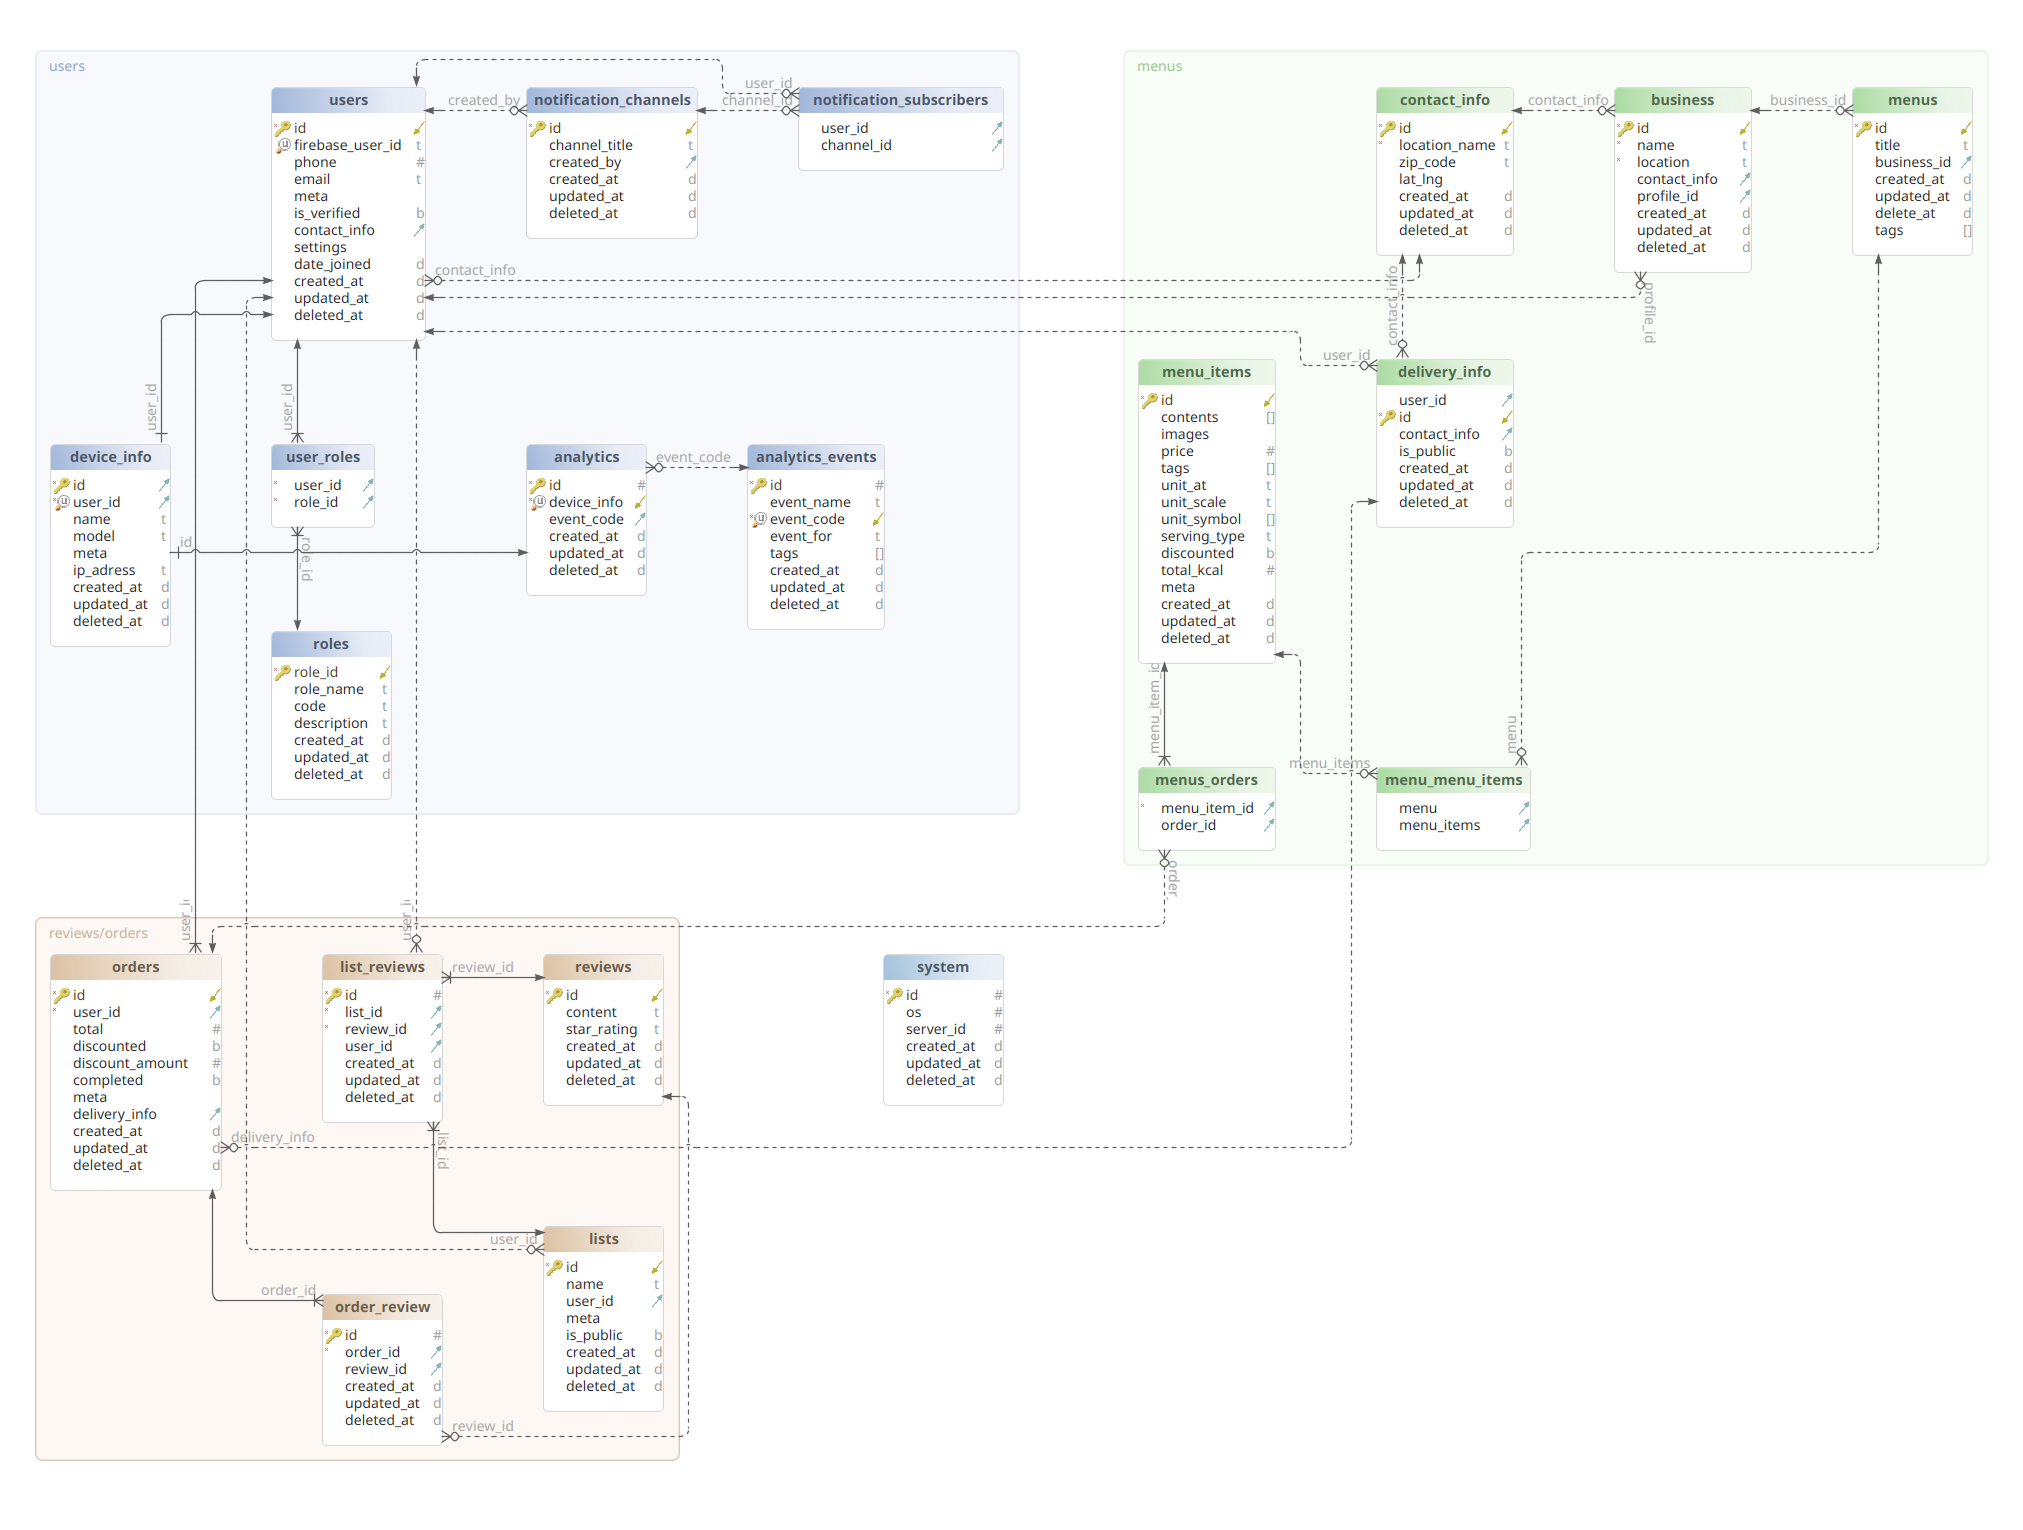 users
users
id
firebase_user_id t
phone #
email t
meta
is_verified b
contact_info
settings
date_joined d
created_at d
updated_at d
deleted_at d
created_by
notification_channels
id
channel_title t
created_by
created_at d
updated_at d
deleted_at d
user_id
channel_id
notification_subscribers
user_id
channel_id
contact_info
user_id
user_id
device_info
id
user_id
name t
model t
meta
ip_adress t
created_at d
updated_at d
deleted_at d
id
user_roles
user_id
role_id
role_id
analytics
id #
device_info
event_code
created_at d
updated_at d
deleted_at d
event_code
analytics_events
id #
event_name t
event_code
event_for t
tags []
created_at d
updated_at d
deleted_at d
roles
role_id
role_name t
code t
description t
created_at d
updated_at d
deleted_at d
menus
contact_info
id
location_name t
zip_code t
lat_lng
created_at d
updated_at d
deleted_at d
contact_info
business
id
name t
location t
contact_info
profile_id
created_at d
updated_at d
deleted_at d
business_id
menus
id
title t
business_id
created_at d
updated_at d
delete_at d
tags []
contact_info
profile_id
user_id
menu_items
id
contents []
images
price #
tags []
unit_at t
unit_scale t
unit_symbol []
serving_type t
discounted b
total_kcal #
meta
created_at d
updated_at d
deleted_at d
delivery_info
user_id
id
contact_info
is_public b
created_at d
updated_at d
deleted_at d
menu_item_id
menu
menu_items
menus_orders
menu_item_id
order_id
menu_menu_items
menu
menu_items
order
reviews/orders
orders
id
user_id
total #
discounted b
discount_amount #
completed b
meta
delivery_info
created_at d
updated_at d
deleted_at d
delivery_info
list_reviews
id #
list_id
review_id
user_id
created_at d
updated_at d
deleted_at d
review_id
list_id
reviews
id
content t
star_rating t
created_at d
updated_at d
deleted_at d
system
id #
os #
server_id #
created_at d
updated_at d
deleted_at d
user_id
lists
id
name t
user_id
meta
is_public b
created_at d
updated_at d
deleted_at d
order_id
order_review
id #
order_id
review_id
created_at d
updated_at d
deleted_at d
review_id